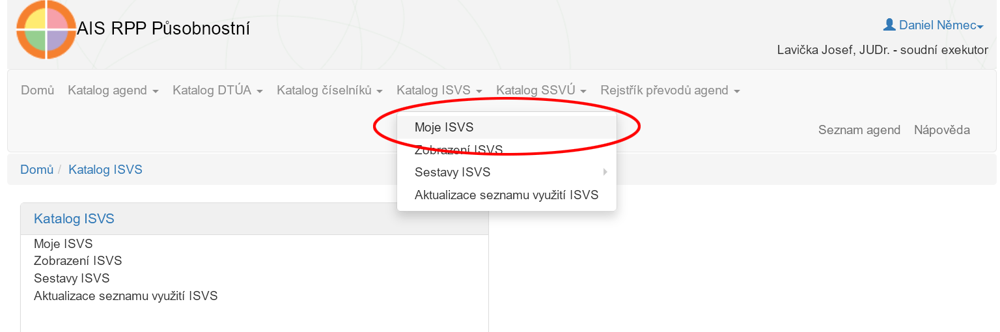 AIS RPP Působnostní
Daniel Němec
Lavička Josef, JUDr. - soudní exekutor
Domů Katalog agend Katalog DTÚA Katalog číselníků Katalog ISVS Katalog SSVÚ Rejstřík převodů agend
Moje ISVS
Zobrazení ISVS
Sestavy ISVS
Aktualizace seznamu využití ISVS
Seznam agend Nápověda
Domů / Katalog ISVS
Katalog ISVS
Moje ISVS
Zobrazení ISVS
Sestavy ISVS
Aktualizace seznamu využití ISVS